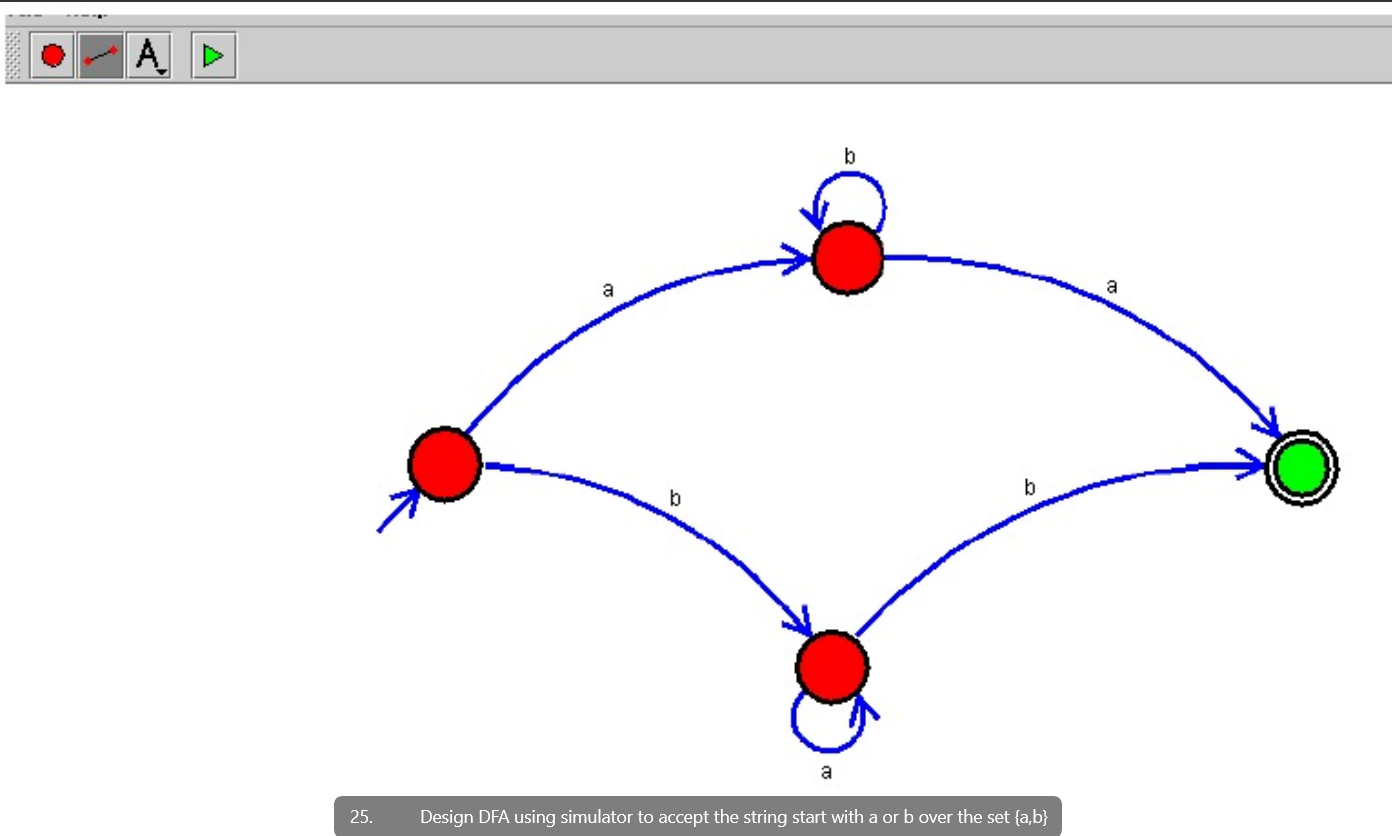 A
b
a
a
b
b
a
25. Design DFA using simulator to accept the string start with a or b over the set {a,b}